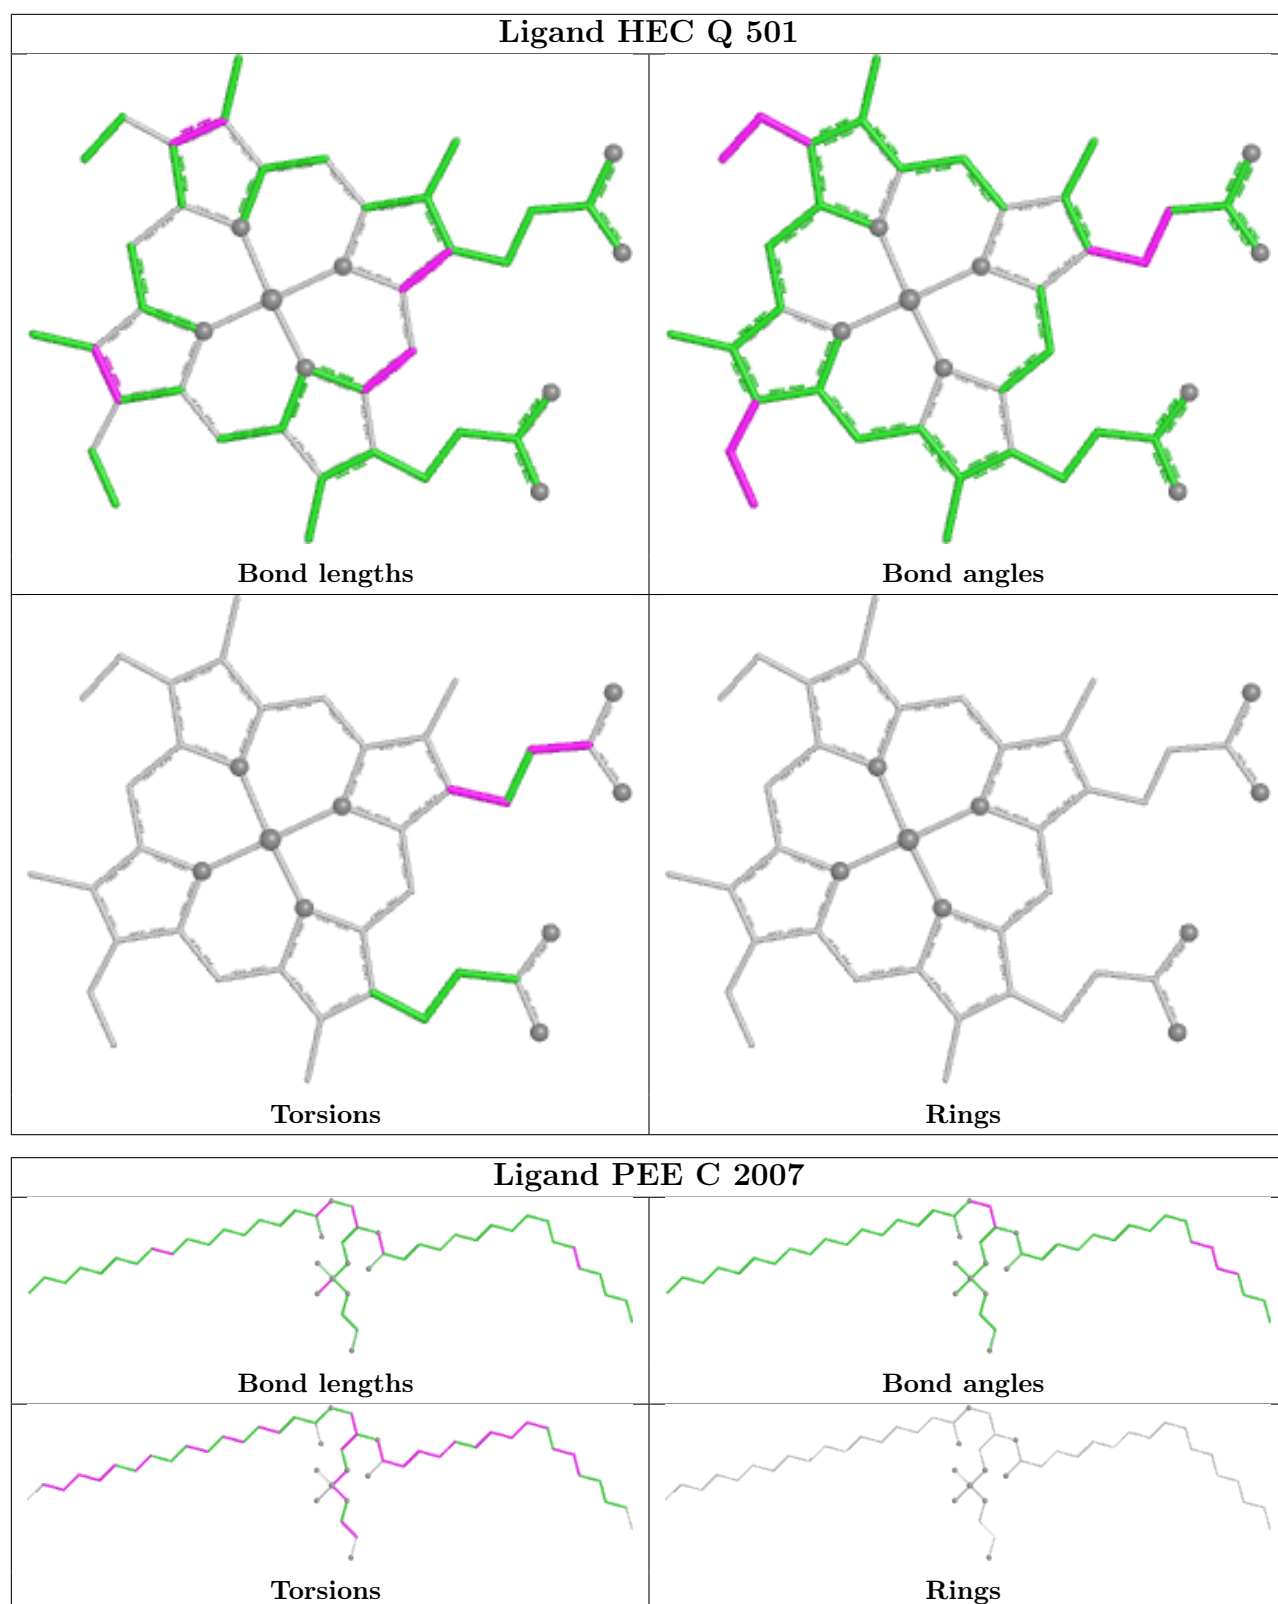 Ligand HEC Q 501
Bond lengths
Bond angles
Torsions
Rings
Ligand PEE C 2007
Bond lengths
Bond angles
Torsions
Rings